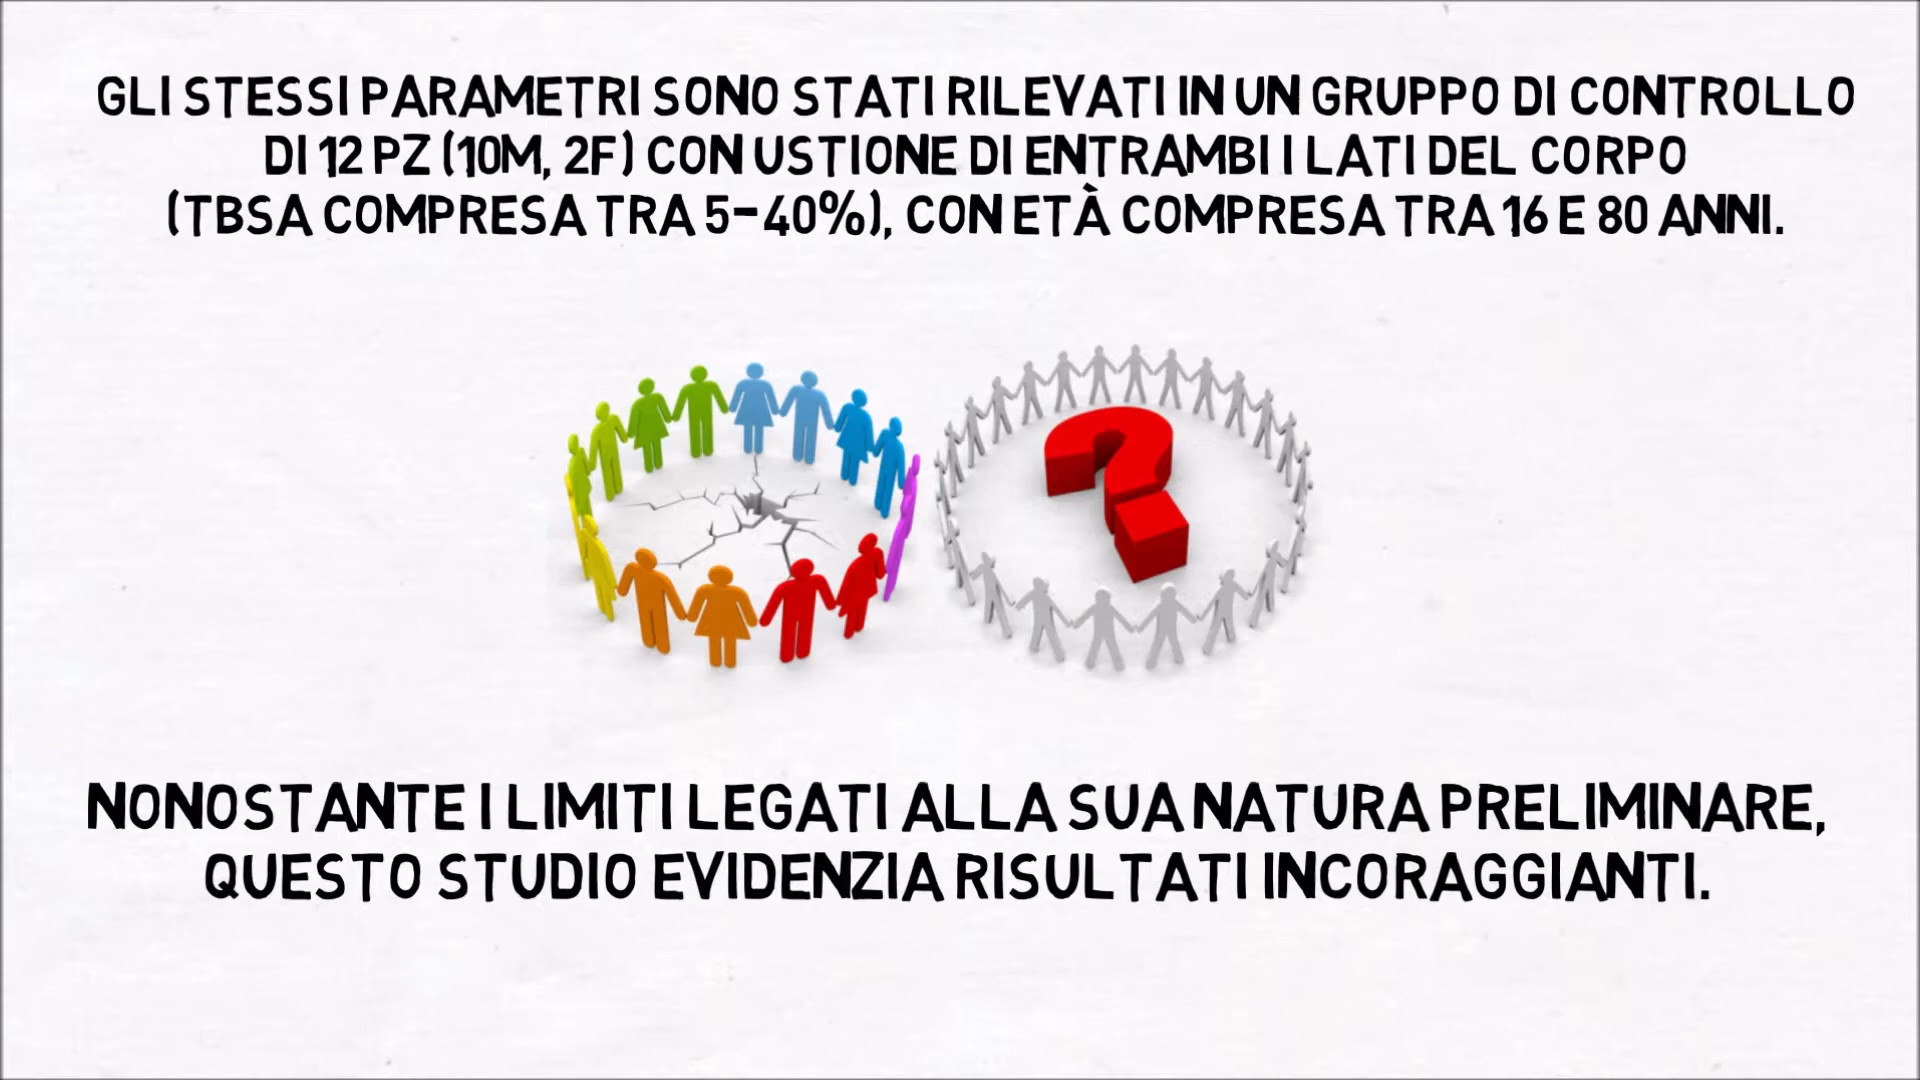 GLI STESSI PARAMETRI SONO STATI RILEVATI IN UN GRUPPO DI CONTROLLO
DI 12 PZ (10M, 2F) CON USTIONE DI ENTRAMBI I LATI DEL CORPO
(TBSA COMPRESA TRA 5-40%), CON ETÀ COMPRESA TRA 16 E 80 ANNI.
?
NONOSTANTE I LIMITI LEGATI ALLA SUA NATURA PRELIMINARE,
QUESTO STUDIO EVIDENZIA RISULTATI INCORAGGIANTI.